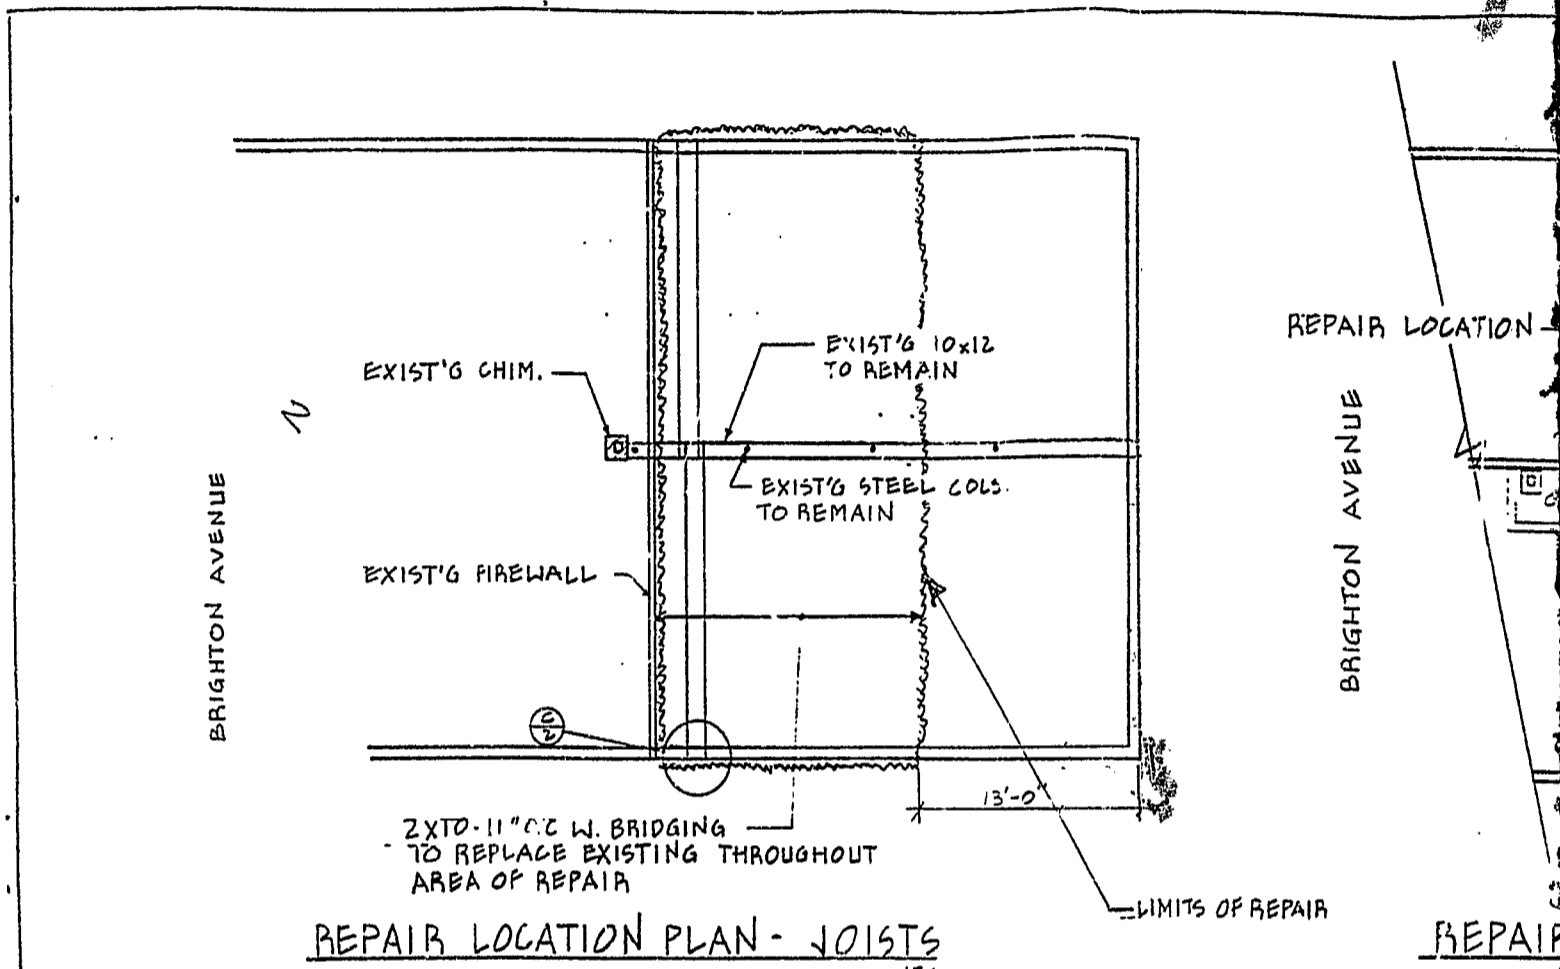 EXIST'G CHIM.
EXIST'G 10x12
TO REMAIN
EXIST'G STEEL COLS.
TO REMAIN
EXIST'G FIREWALL
BRIGHTON AVENUE
N
C
2
13'-0"
2X10-11" O.C W. BRIDGING
TO REPLACE EXISTING THROUGHOUT
AREA OF REPAIR
LIMITS OF REPAIR
REPAIR LOCATION PLAN - JOISTS
REPAIR LOCATION
BRIGHTON AVENUE
REPAIR